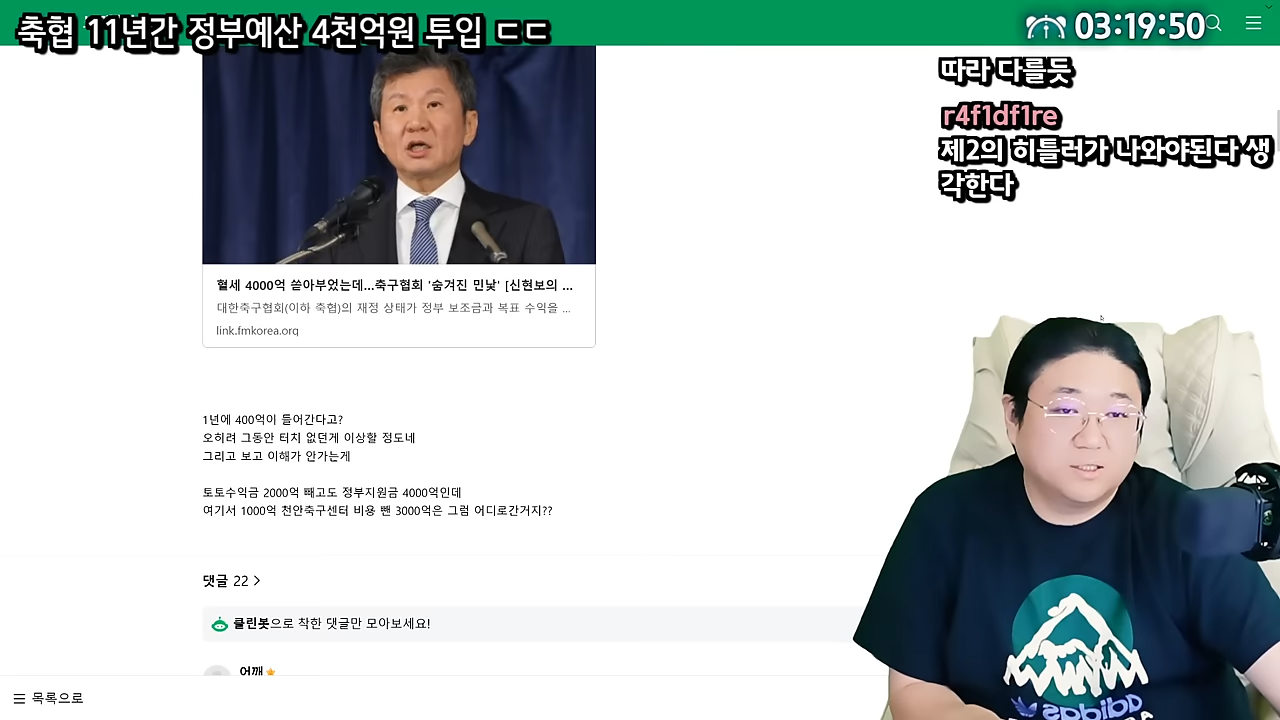 축협 11년간 정부예산 4천억원 투입 ㄷㄷ
03:19:50
따라 다를듯
r4f1df1re
제2의 히틀러가 나와야된다 생
각한다
혈세 4000억 쏟아부었는데...축구협회 '숨겨진 민낯' [신현보의 ...
대한축구협회(이하 축협)의 재정 상태가 정부 보조금과 복표 수익을 ...
link.fmkorea.org
1년에 400억이 들어간다고?
오히려 그동안 터치 없던게 이상할 정도네
그리고 보고 이해가 안가는게
토토수익금 2000억 빼고도 정부지원금 4000억인데
여기서 1000억 천안축구센터 비용 뺀 3000억은 그럼 어디로간거지??
댓글 22 >
클린봇으로 착한 댓글만 모아보세요!
어깨
목록으로
adidas